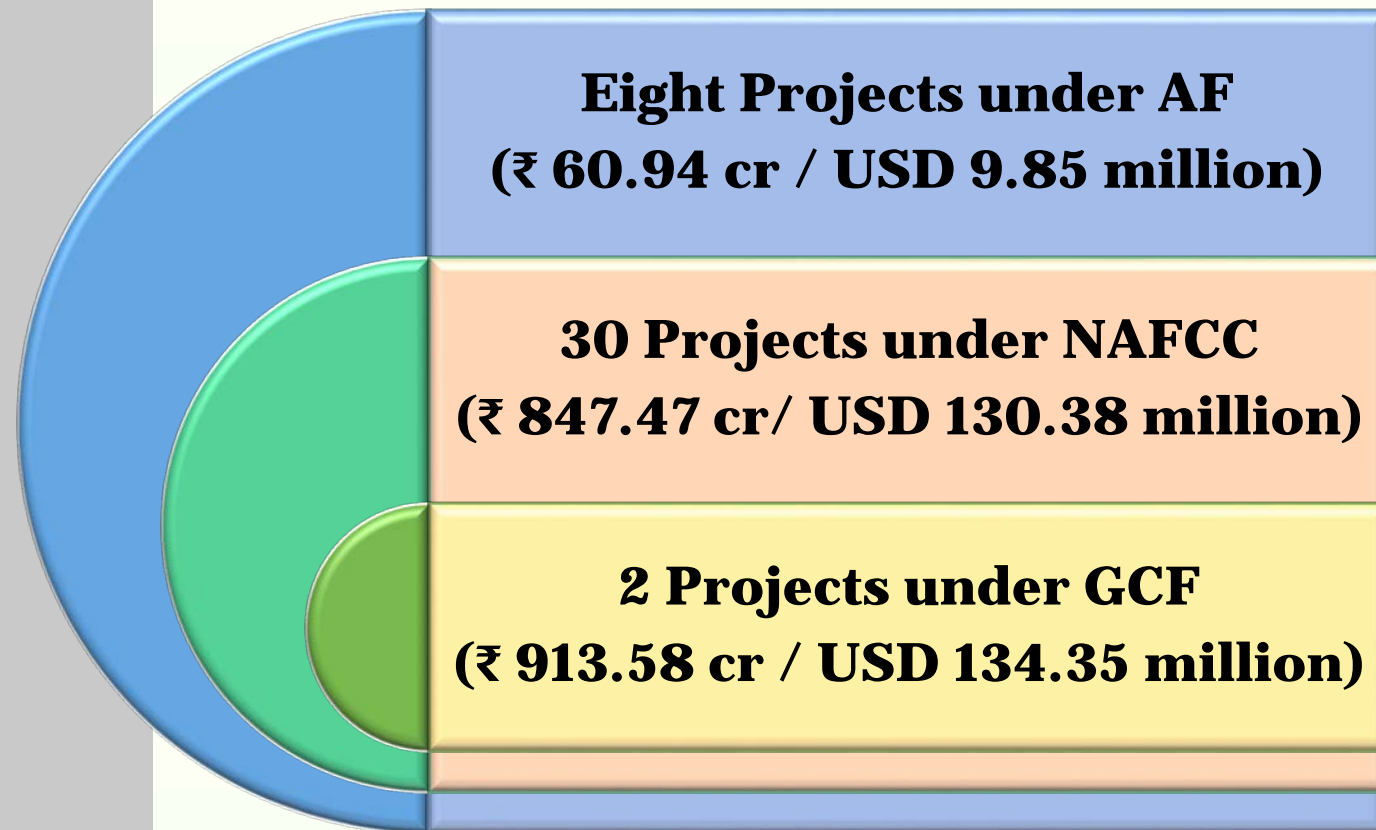 Eight Projects under AF
(₹ 60.94 cr / USD 9.85 million)
30 Projects under NAFCC
(₹ 847.47 cr/ USD 130.38 million)
2 Projects under GCF
(₹ 913.58 cr / USD 134.35 million)